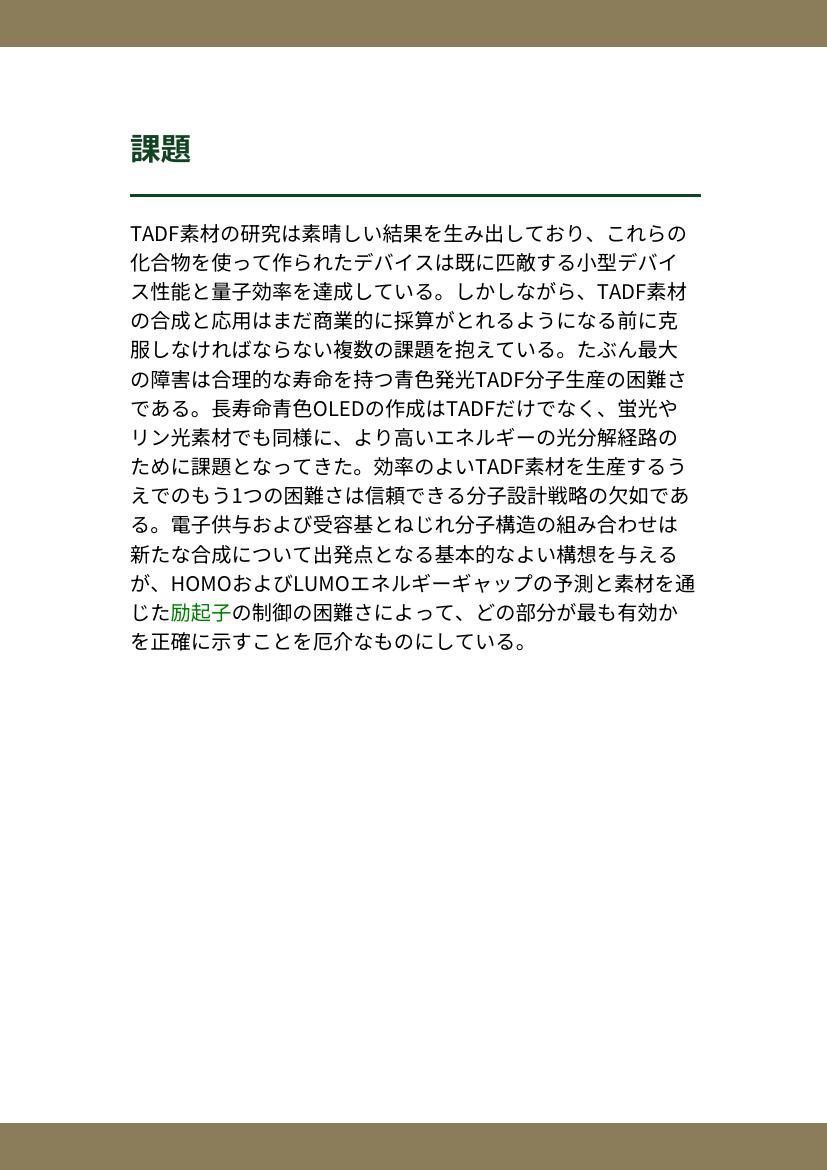 課題
TADF素材の研究は素晴しい結果を生み出しており、これらの
化合物を使って作られたデバイスは既に匹敵する小型デバイ
ス性能と量子効率を達成している。しかしながら、TADF素材
の合成と応用はまだ商業的に採算がとれるようになる前に克
服しなければならない複数の課題を抱えている。たぶん最大
の障害は合理的な寿命を持つ青色発光TADF分子生産の困難さ
である。長寿命青色OLEDの作成はTADFだけでなく、蛍光や
リン光素材でも同様に、より高いエネルギーの光分解経路の
ために課題となってきた。効率のよいTADF素材を生産するう
えでのもう1つの困難さは信頼できる分子設計戦略の欠如であ
る。電子供与および受容基とねじれ分子構造の組み合わせは
新たな合成について出発点となる基本的なよい構想を与える
が、HOMOおよびLUMOエネルギーギャップの予測と素材を通
じた励起子の制御の困難さによって、どの部分が最も有効か
を正確に示すことを厄介なものにしている。